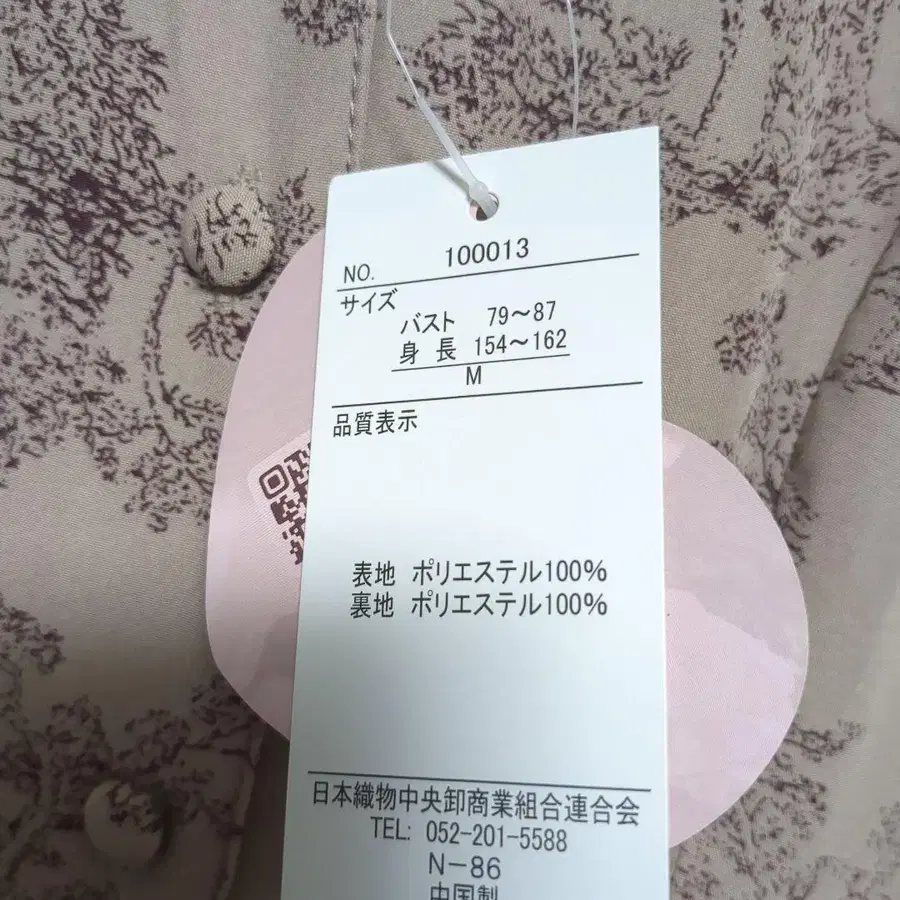 NO. 100013
サイズ
バスト 79～87
身長 154～162
M
品質表示
表地 ポリエステル100%
裏地 ポリエステル100%
日本織物中央卸商業組合連合会
TEL: 052-201-5588
N-86
中国製